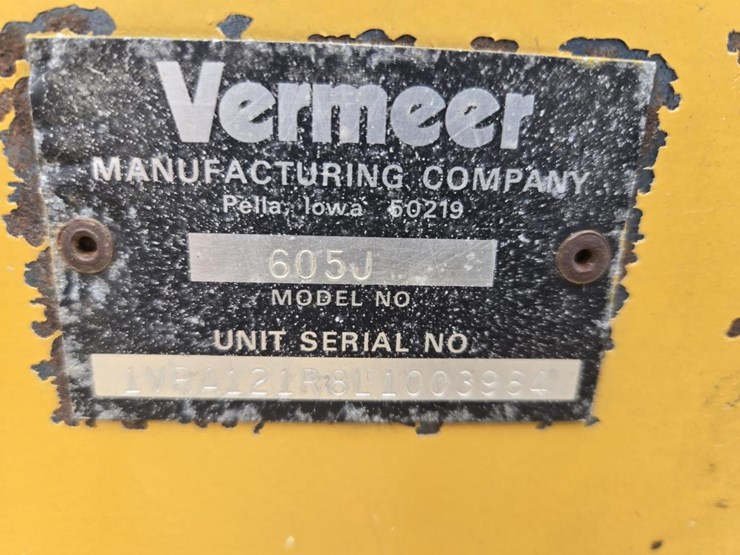 Vermeer
MANUFACTURING COMPANY
Pella, Iowa 50219
605J
MODEL NO
UNIT SERIAL NO